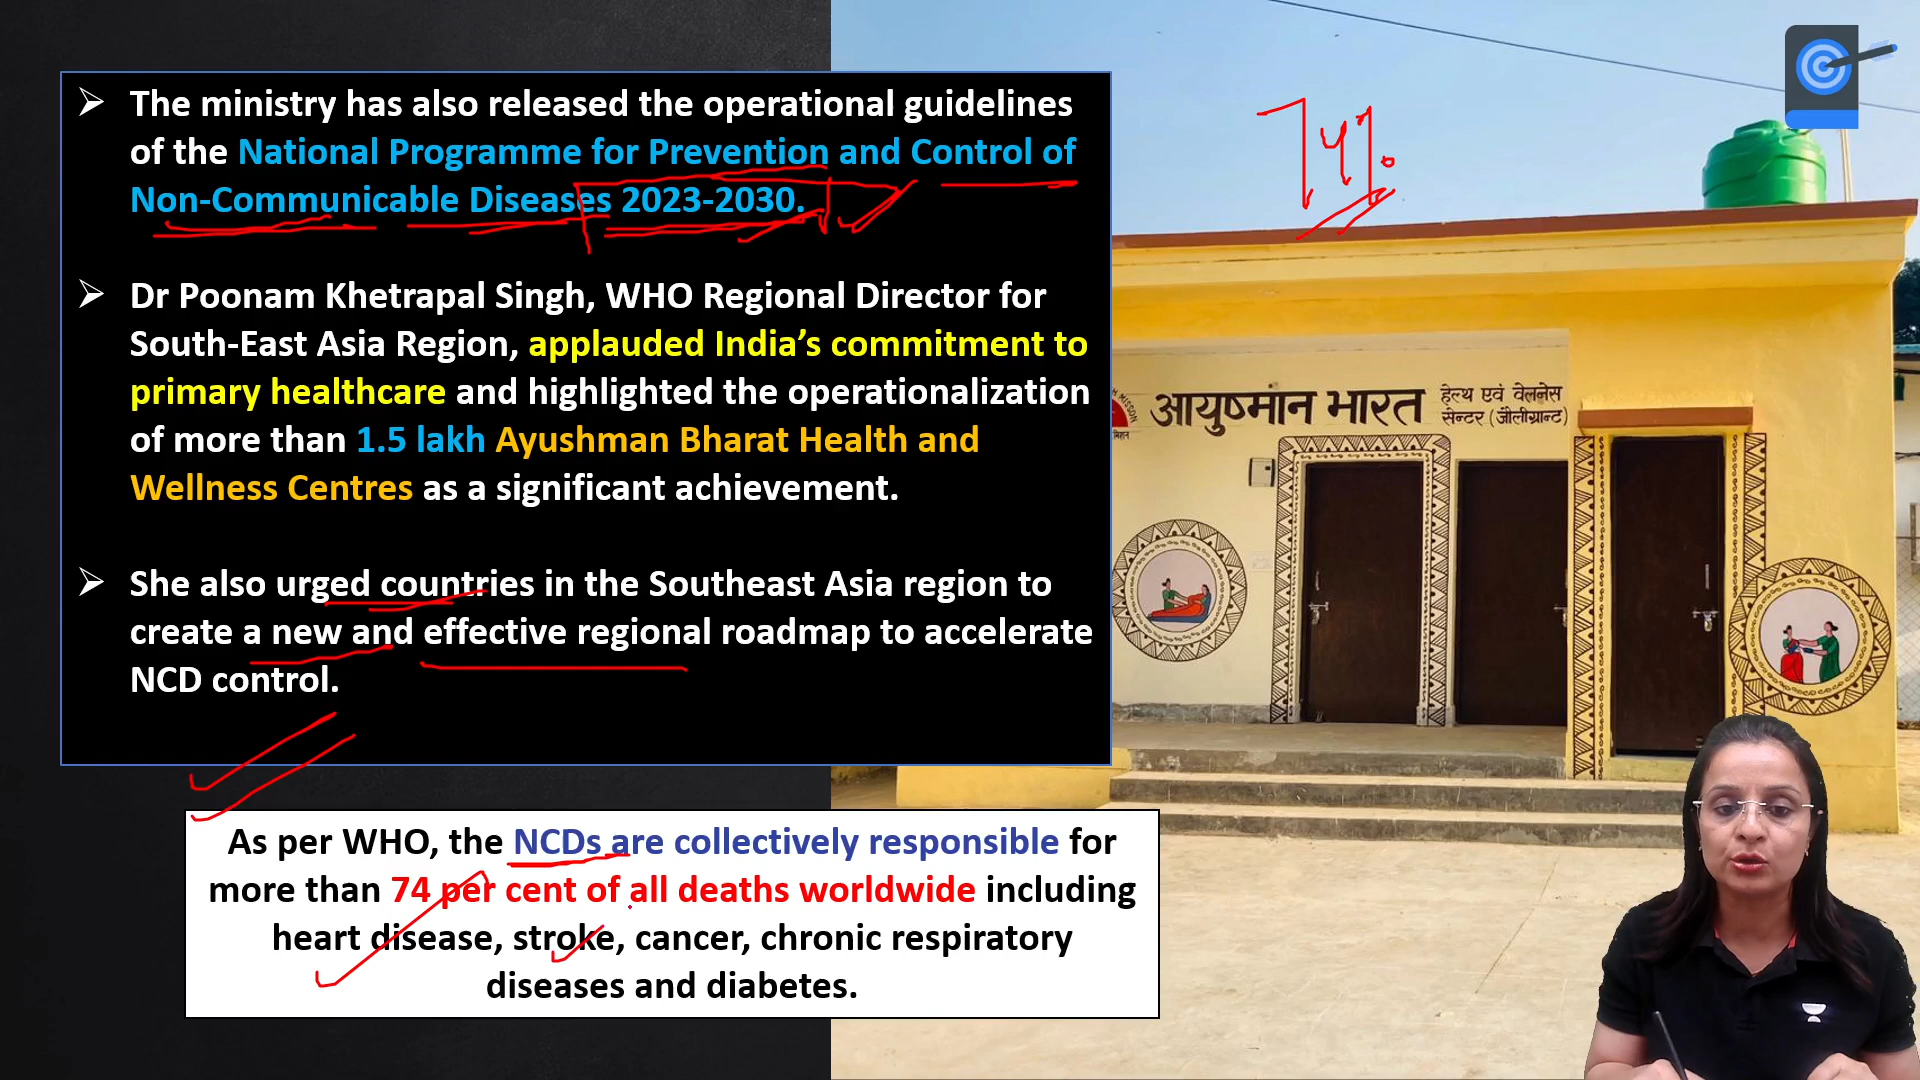 The ministry has also released the operational guidelines
of the National Programme for Prevention and Control of
Non-Communicable Diseases 2023-2030.
Dr Poonam Khetrapal Singh, WHO Regional Director for
South-East Asia Region, applauded India’s commitment to
primary healthcare and highlighted the operationalization
of more than 1.5 lakh Ayushman Bharat Health and
Wellness Centres as a significant achievement.
She also urged countries in the Southeast Asia region to
create a new and effective regional roadmap to accelerate
NCD control.
As per WHO, the NCDs are collectively responsible for
more than 74 per cent of all deaths worldwide including
heart disease, stroke, cancer, chronic respiratory
diseases and diabetes.
74%
आयुष्मान भारत
हेल्थ एवं वेलनेस
सेन्टर (जौलीग्रान्ट)